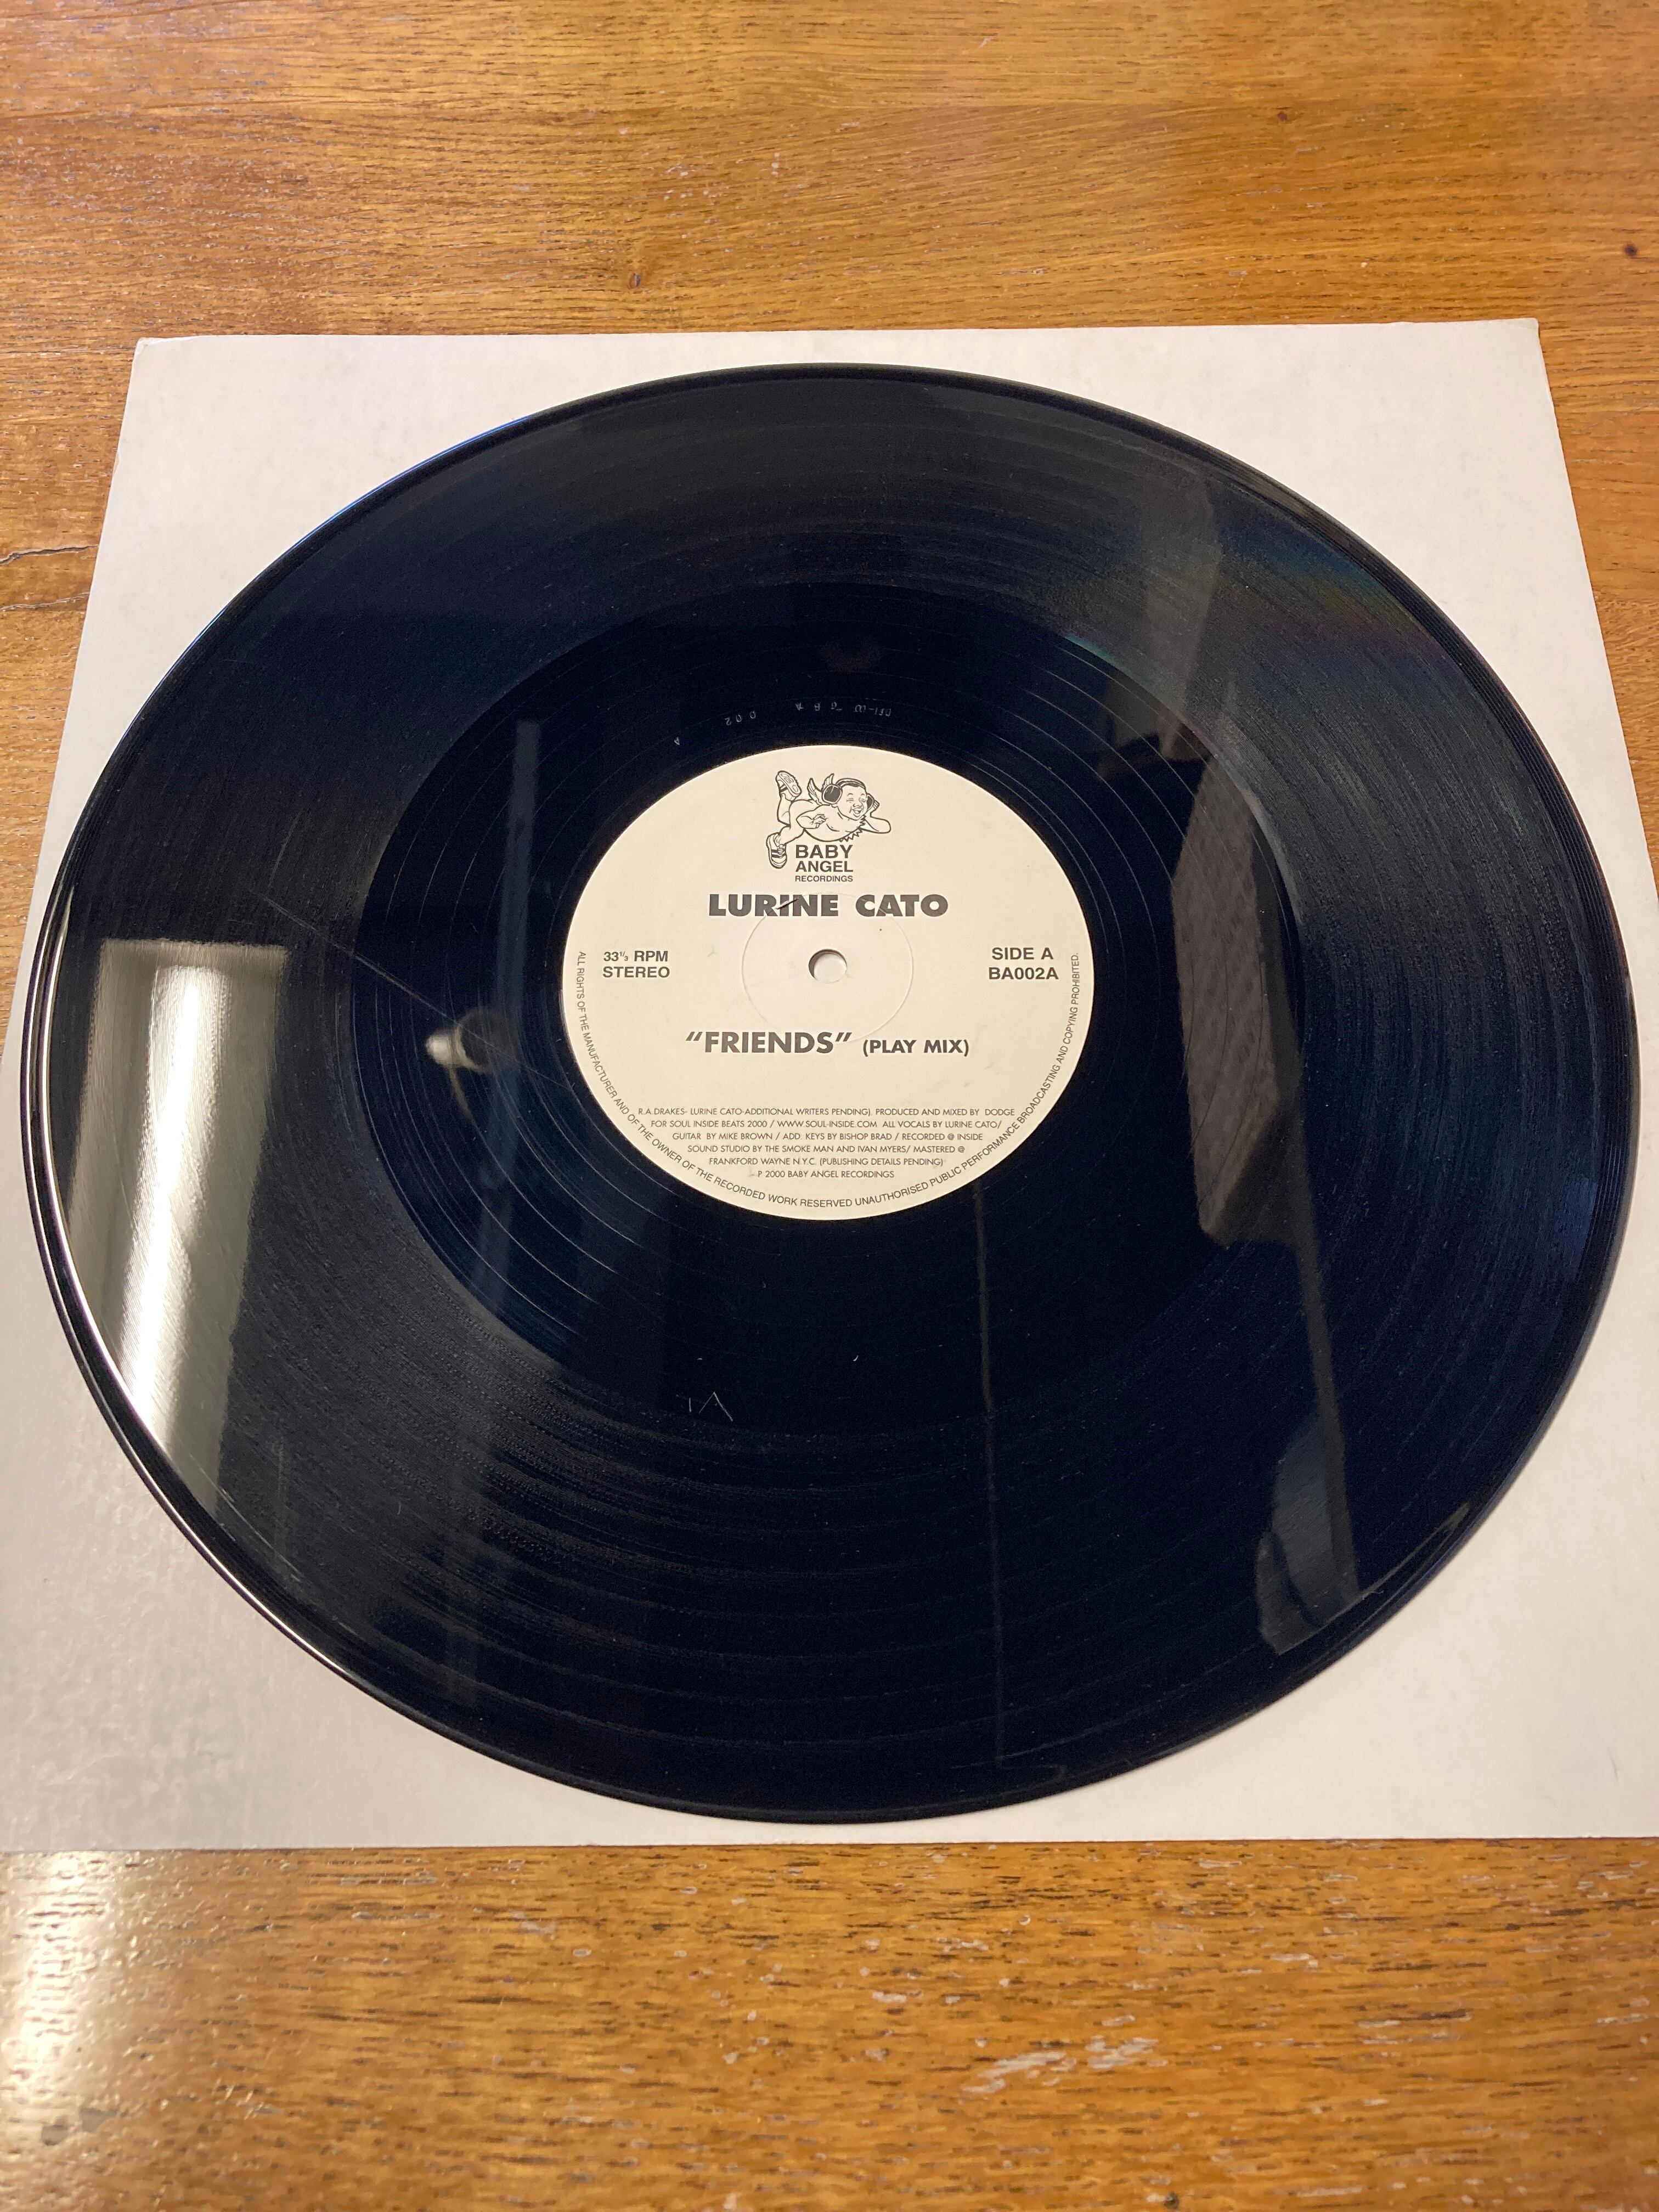 BABY
ANGEL
RECORDINGS
LURINE CATO
33⅓ RPM
STEREO
SIDE A
BA002A
"FRIENDS" (PLAY MIX)
R.A DRAKES- LURINE CATO-ADDITIONAL WRITERS PENDING). PRODUCED AND MIXED BY DODGE
FOR SOUL INSIDE BEATS 2000 / WWW.SOUL-INSIDE.COM ALL VOCALS BY LURINE CATO/
GUITAR BY MIKE BROWN / ADD. KEYS BY BISHOP BRAD / RECORDED @ INSIDE
SOUND STUDIO BY THE SMOKE MAN AND IVAN MYERS/ MASTERED @
FRANKFORD WAYNE N.Y.C. (PUBLISHING DETAILS PENDING)
P 2000 BABY ANGEL RECORDINGS
ALL RIGHTS OF THE MANUFACTURER AND OF THE OWNER OF THE RECORDED WORK RESERVED UNAUTHORISED PUBLIC PERFORMANCE BROADCASTING AND COPYING PROHIBITED.